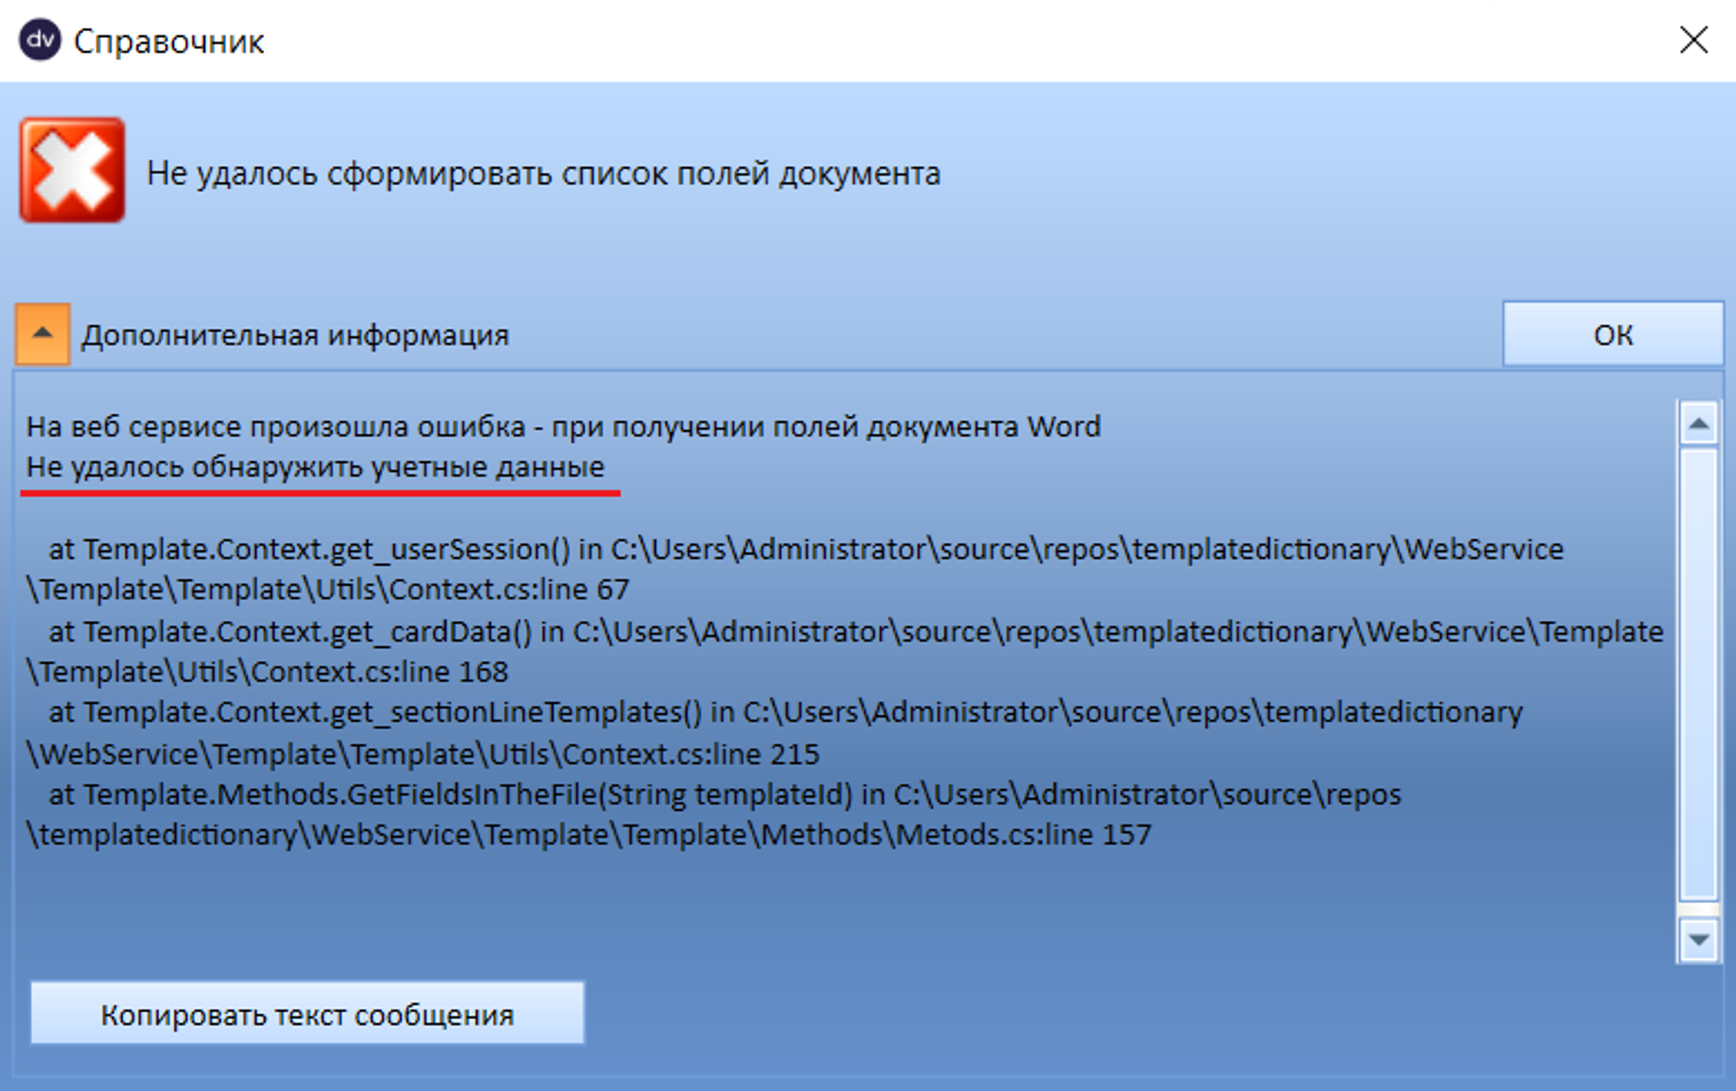 dv Справочник
Не удалось сформировать список полей документа
Дополнительная информация
ОК
На веб сервисе произошла ошибка - при получении полей документа Word
Не удалось обнаружить учетные данные
at Template.Context.get_userSession() in C:\Users\Administrator\source\repos\templatedictionary\WebService
\Template\Template\Utils\Context.cs:line 67
at Template.Context.get_cardData() in C:\Users\Administrator\source\repos\templatedictionary\WebService\Template
\Template\Utils\Context.cs:line 168
at Template.Context.get_sectionLineTemplates() in C:\Users\Administrator\source\repos\templatedictionary
\WebService\Template\Template\Utils\Context.cs:line 215
at Template.Methods.GetFieldsInTheFile(String templateId) in C:\Users\Administrator\source\repos
\templatedictionary\WebService\Template\Template\Methods\Metods.cs:line 157
Копировать текст сообщения